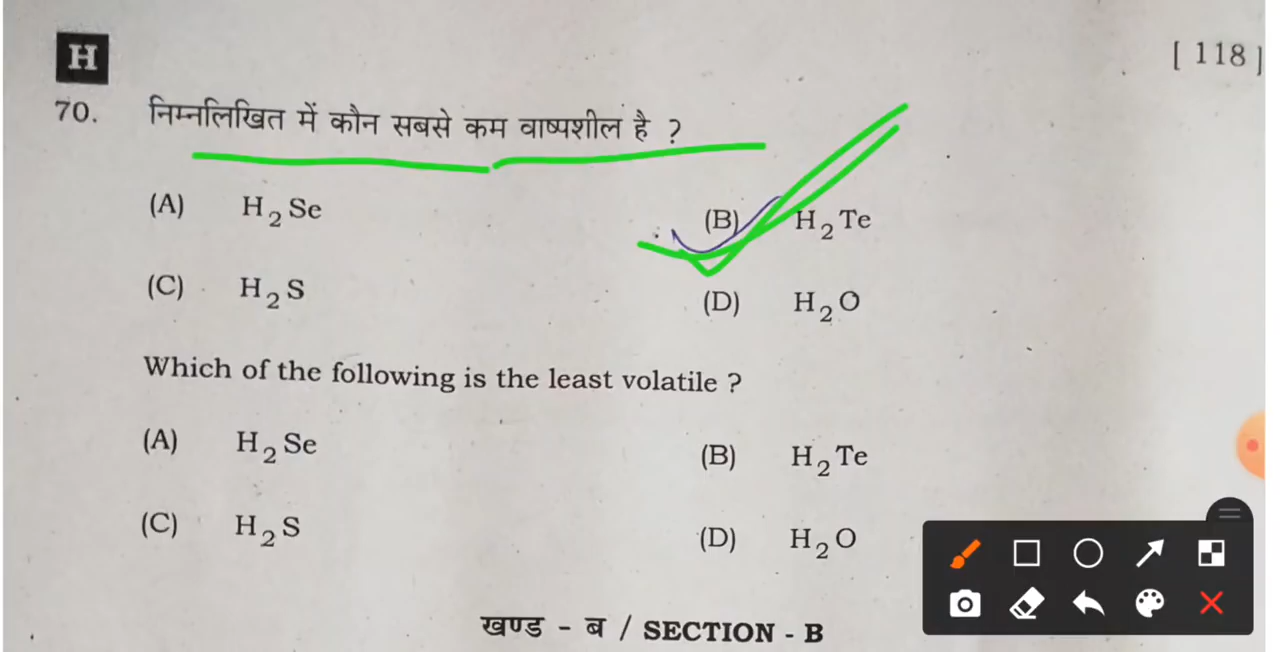 H
[ 118 ]
70. निम्नलिखित में कौन सबसे कम वाष्पशील है ?
(A) H₂Se (B) H₂Te
(C) H₂S (D) H₂O
Which of the following is the least volatile ?
(A) H₂Se (B) H₂Te
(C) H₂S (D) H₂O
खण्ड - ब / SECTION - B